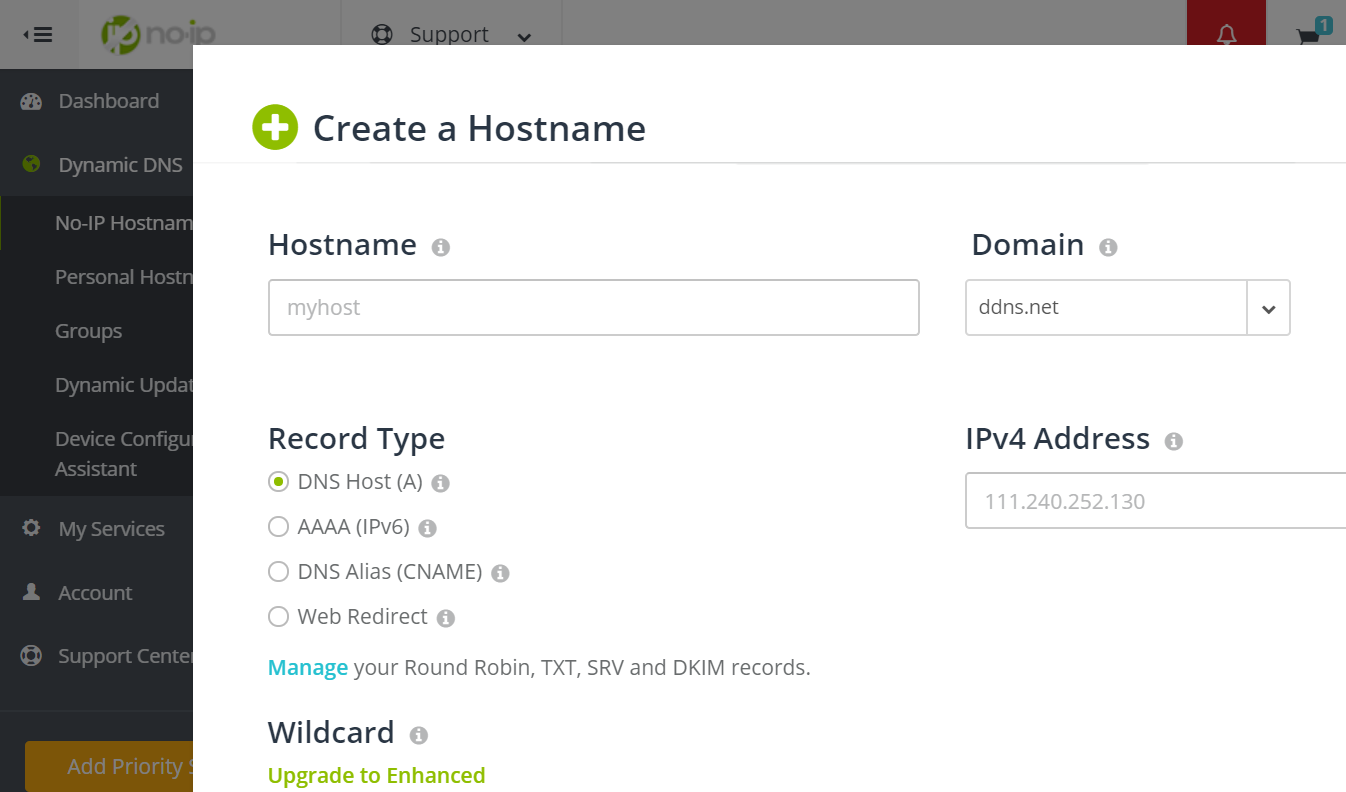 no-ip
Support
1
Dashboard
Dynamic DNS
No-IP Hostnam
Personal Hostn
Groups
Dynamic Updat
Device Configu
Assistant
My Services
Account
Support Center
Add Priority S
Create a Hostname
Hostname
myhost
Domain
ddns.net
Record Type
DNS Host (A)
AAAA (IPv6)
DNS Alias (CNAME)
Web Redirect
Manage your Round Robin, TXT, SRV and DKIM records.
IPv4 Address
111.240.252.130
Wildcard
Upgrade to Enhanced